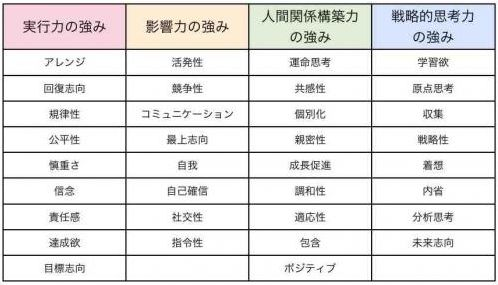 実行力の強み 影響力の強み 人間関係構築力の強み 戦略的思考力の強み
アレンジ 活発性 運命思考 学習欲
回復志向 競争性 共感性 原点思考
規律性 コミュニケーション 個別化 収集
公平性 最上志向 親密性 戦略性
慎重さ 自我 成長促進 着想
信念 自己確信 調和性 内省
責任感 社交性 適応性 分析思考
達成欲 指令性 包含 未来志向
目標志向 ポジティブ